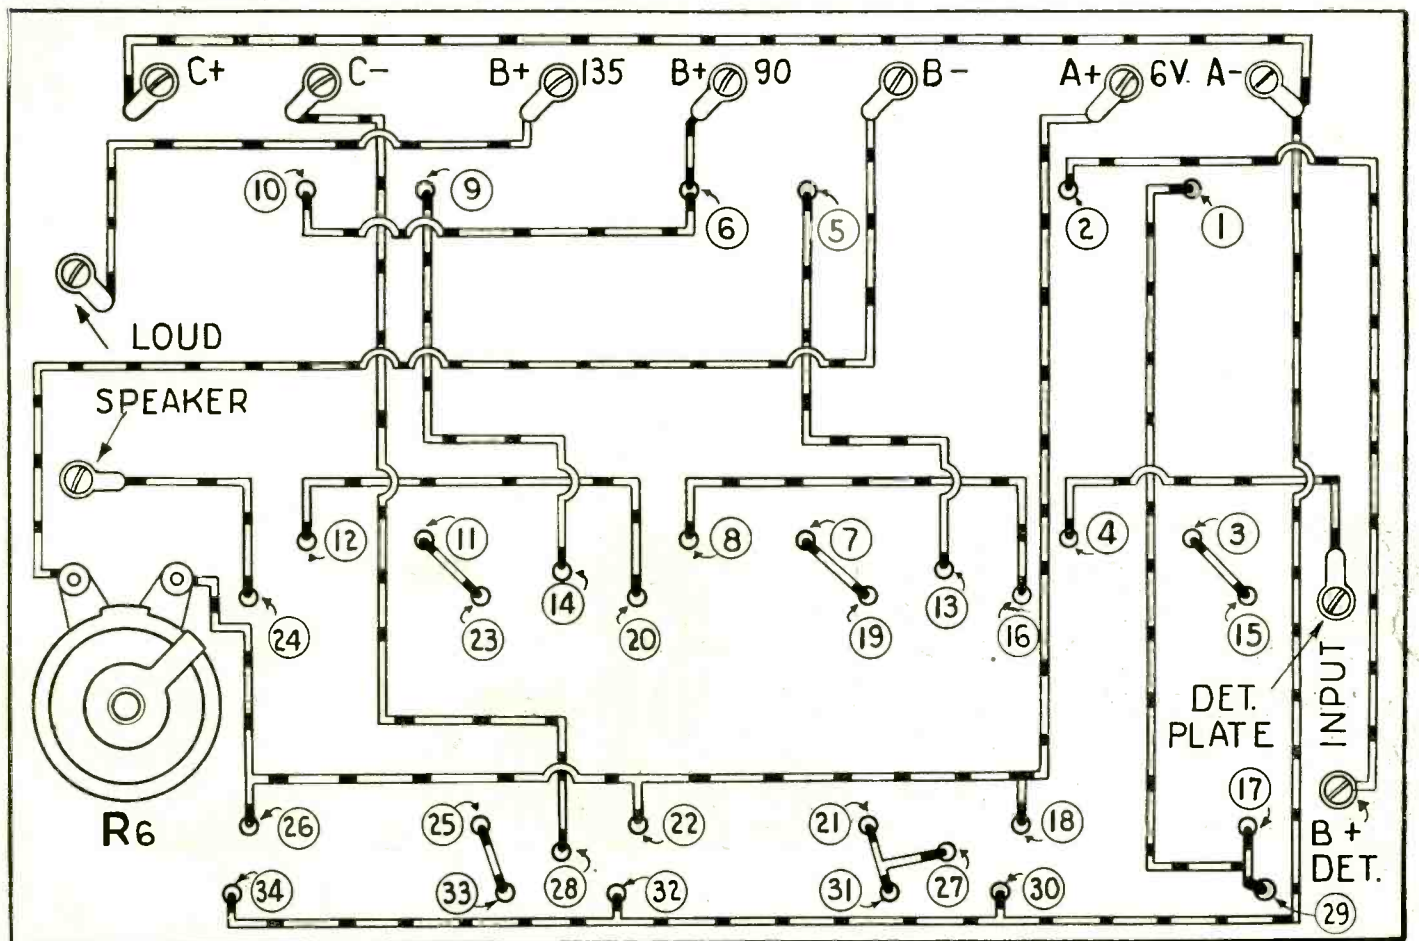 C+ C- B+ 135 B+ 90 B- A+ 6V. A-
10 9 6 5 2 1
LOUD
SPEAKER
12 11 8 7 4 3
14 13
24 23 20 19 16 15
DET.
PLATE
INPUT
R6
26 25 22 21 18 17
B+
DET.
34 33 28 32 31 27 30 29